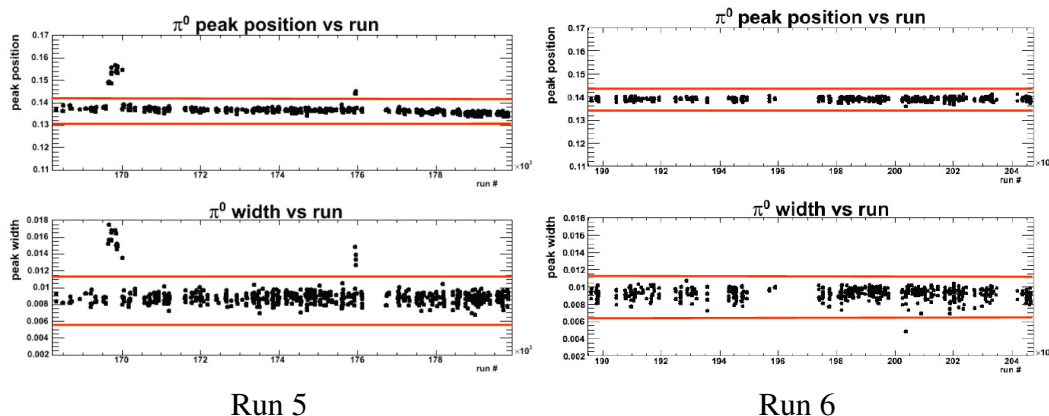 π⁰ peak position vs run
peak position
0.17
0.16
0.15
0.14
0.13
0.12
0.11
170 172 174 176 178
×10³
run #
π⁰ peak position vs run
peak position
0.17
0.16
0.15
0.14
0.13
0.12
0.11
190 192 194 196 198 200 202 204
×10
run #
π⁰ width vs run
peak width
0.018
0.016
0.014
0.012
0.01
0.008
0.006
0.004
0.002
170 172 174 176 178
×10³
run #
π⁰ width vs run
peak width
0.018
0.016
0.014
0.012
0.01
0.008
0.006
0.004
0.002
190 192 194 196 198 200 202 204
×10
run #
Run 5
Run 6